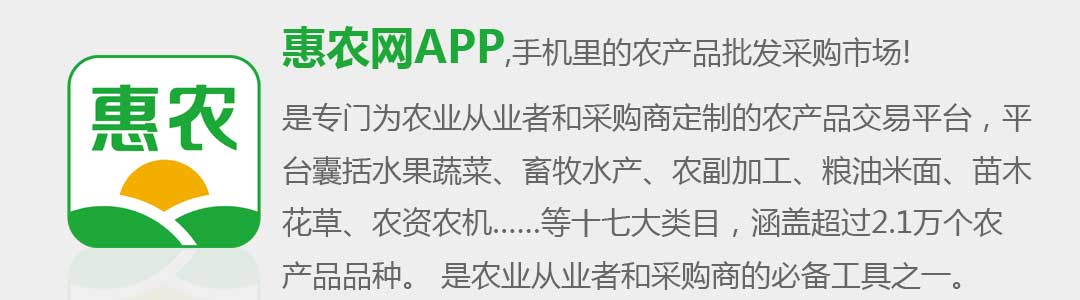 惠农网APP,手机里的农产品批发采购市场!
惠农
是专门为农业从业者和采购商定制的农产品交易平台，平
台囊括水果蔬菜、畜牧水产、农副加工、粮油米面、苗木
花草、农资农机......等十七大类目，涵盖超过2.1万个农
产品品种。 是农业从业者和采购商的必备工具之一。